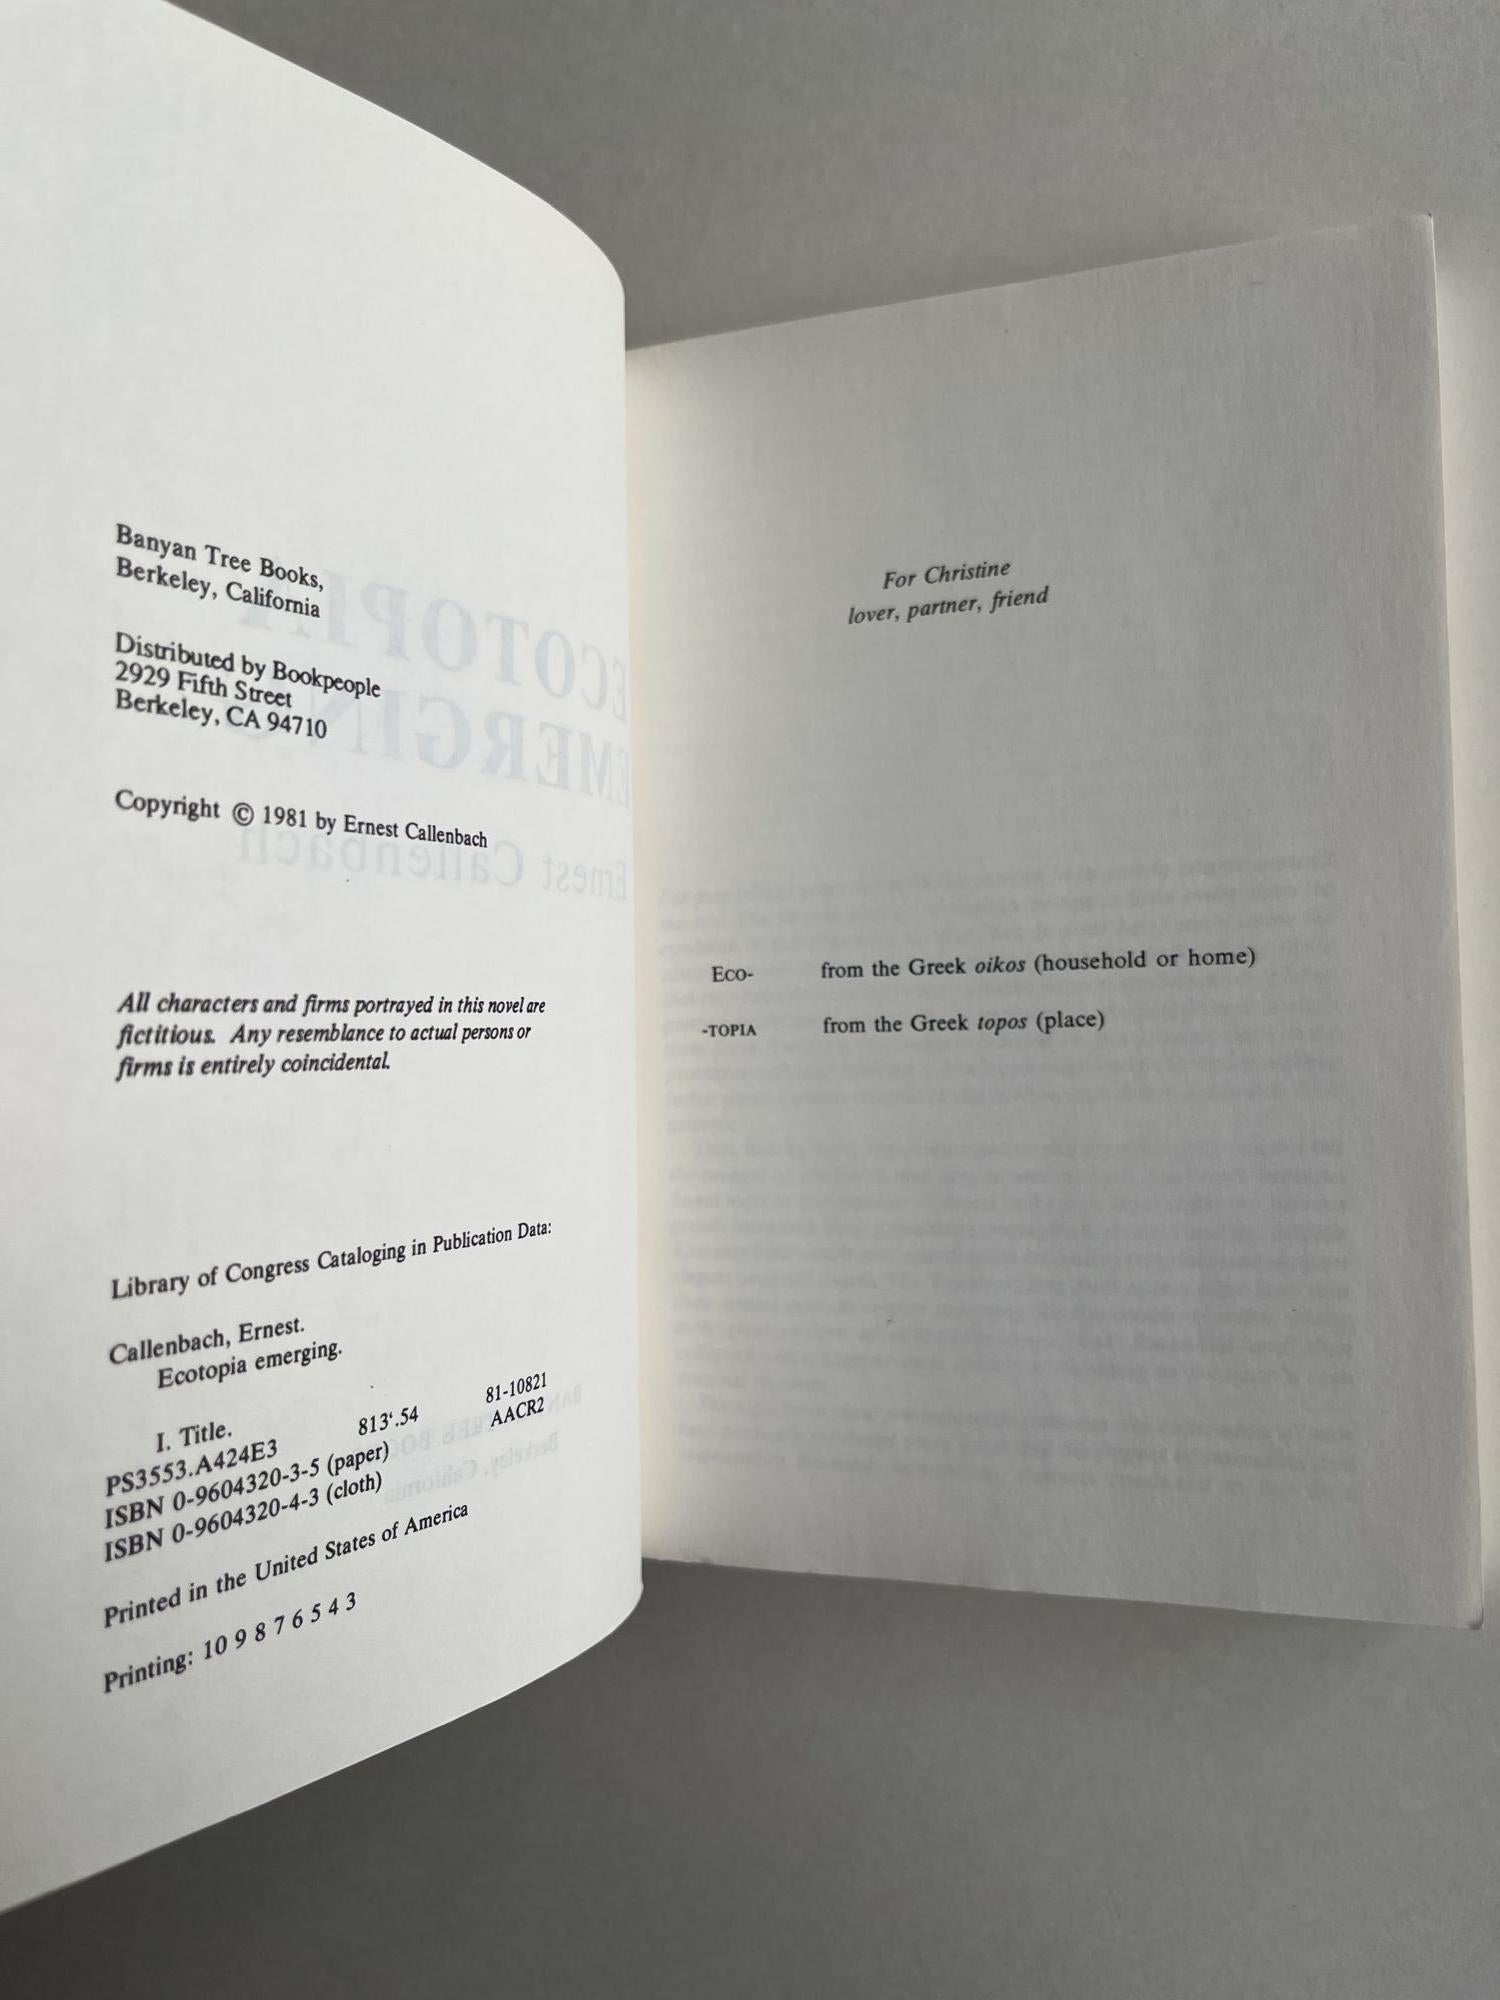 Banyan Tree Books,
Berkeley, California
Distributed by Bookpeople
2929 Fifth Street
Berkeley, CA 94710
Copyright © 1981 by Ernest Callenbach
All characters and firms portrayed in this novel are
fictitious. Any resemblance to actual persons or
firms is entirely coincidental.
Library of Congress Cataloging in Publication Data:
Callenbach, Ernest.
Ecotopia emerging.
I. Title.
PS3553.A424E3 813'.54 81-10821
ISBN 0-9604320-3-5 (paper) AACR2
ISBN 0-9604320-4-3 (cloth)
Printed in the United States of America
Printing: 10 9 8 7 6 5 4 3
For Christine
lover, partner, friend
ECO- from the Greek oikos (household or home)
-TOPIA from the Greek topos (place)